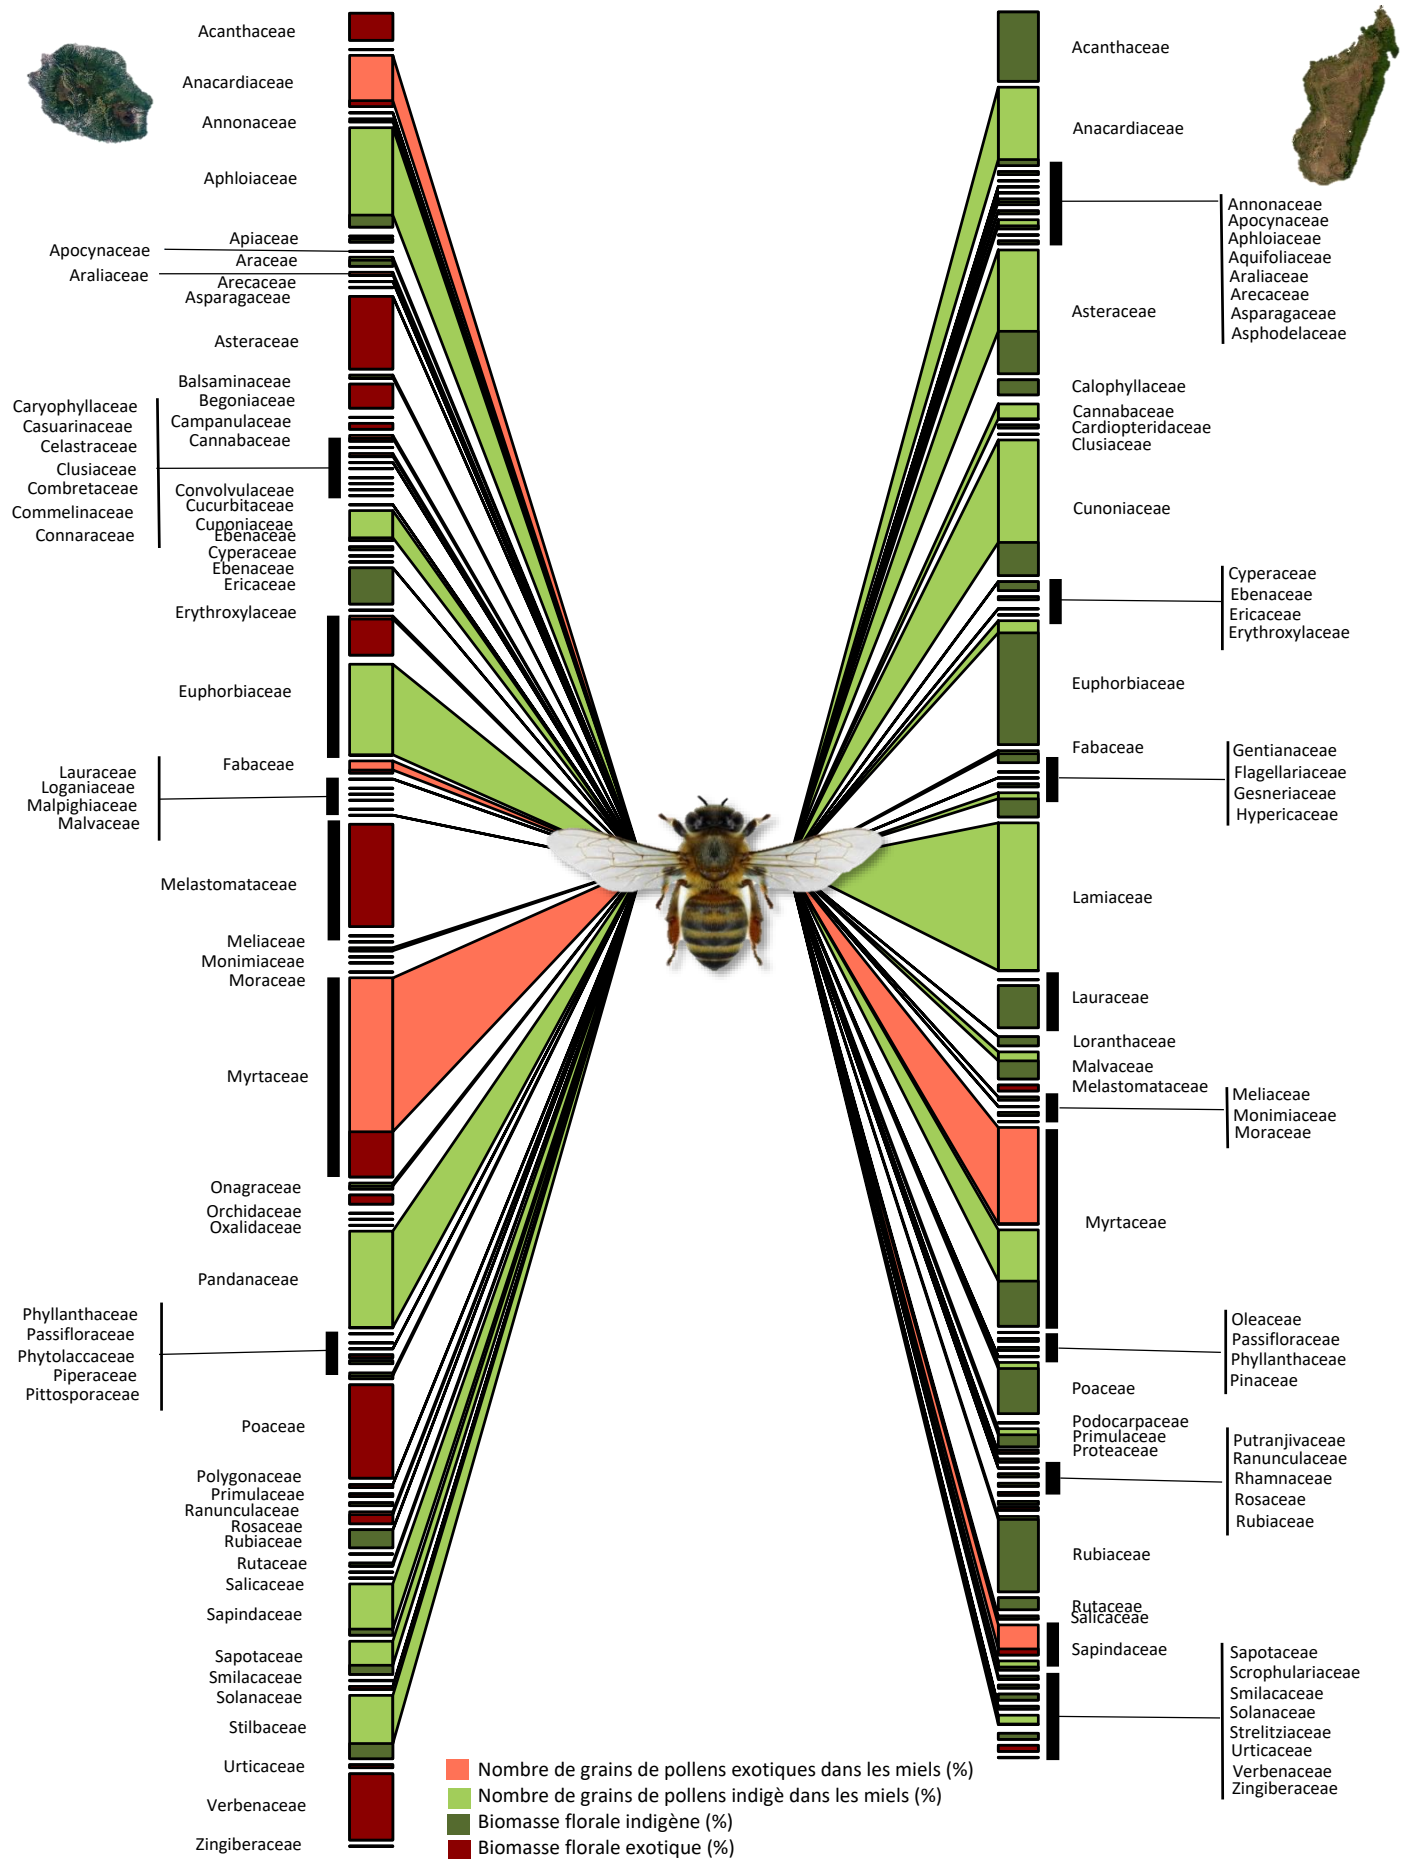 Acanthaceae
Anacardiaceae
Annonaceae
Aphloiaceae
Apiaceae
Apocynaceae
Araceae
Araliaceae
Arecaceae
Asparagaceae
Asteraceae
Balsaminaceae
Begoniaceae
Caryophyllaceae
Campanulaceae
Casuarinaceae
Cannabaceae
Celastraceae
Clusiaceae
Combretaceae
Commelinaceae
Connaraceae
Convolvulaceae
Cucurbitaceae
Cunoniaceae
Ebenaceae
Cyperaceae
Ebenaceae
Ericaceae
Erythroxylaceae
Euphorbiaceae
Fabaceae
Lauraceae
Loganiaceae
Malpighiaceae
Malvaceae
Melastomataceae
Meliaceae
Monimiaceae
Moraceae
Myrtaceae
Onagraceae
Orchidaceae
Oxalidaceae
Pandanaceae
Phyllanthaceae
Passifloraceae
Phytolaccaceae
Piperaceae
Pittosporaceae
Poaceae
Polygonaceae
Primulaceae
Ranunculaceae
Rosaceae
Rubiaceae
Rutaceae
Salicaceae
Sapindaceae
Sapotaceae
Smilacaceae
Solanaceae
Stilbaceae
Urticaceae
Verbenaceae
Zingiberaceae
Acanthaceae
Anacardiaceae
Annonaceae
Apocynaceae
Aphloiaceae
Aquifoliaceae
Araliaceae
Arecaceae
Asparagaceae
Asphodelaceae
Asteraceae
Calophyllaceae
Cannabaceae
Cardiopteridaceae
Clusiaceae
Cunoniaceae
Cyperaceae
Ebenaceae
Ericaceae
Erythroxylaceae
Euphorbiaceae
Fabaceae
Gentianaceae
Flagellariaceae
Gesneriaceae
Hypericaceae
Lamiaceae
Lauraceae
Loranthaceae
Malvaceae
Melastomataceae
Meliaceae
Monimiaceae
Moraceae
Myrtaceae
Oleaceae
Passifloraceae
Phyllanthaceae
Pinaceae
Poaceae
Podocarpaceae
Primulaceae
Proteaceae
Putranjivaceae
Ranunculaceae
Rhamnaceae
Rosaceae
Rubiaceae
Rubiaceae
Rutaceae
Salicaceae
Sapindaceae
Sapotaceae
Scrophulariaceae
Smilacaceae
Solanaceae
Strelitziaceae
Urticaceae
Verbenaceae
Zingiberaceae
Nombre de grains de pollens exotiques dans les miels (%)
Nombre de grains de pollens indigè dans les miels (%)
Biomasse florale indigène (%)
Biomasse florale exotique (%)